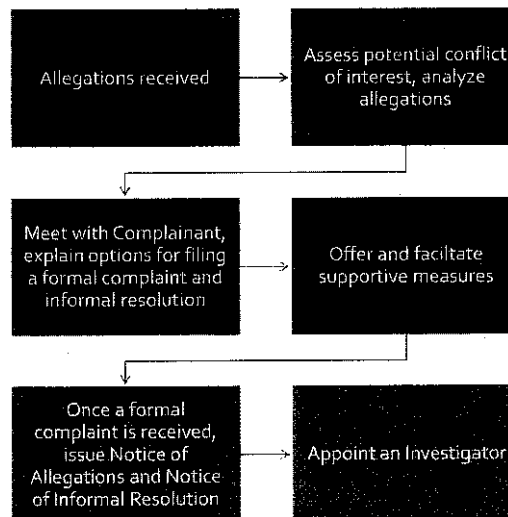 Allegations received
Assess potential conflict
of interest, analyze
allegations
Meet with Complainant,
explain options for filing
a formal complaint and
informal resolution
Offer and faciltate
supportive measures
Once a formal
complaint is received,
issue Notice of
Allegations and Notice
of Informal Resolution
Appoint an Investigator